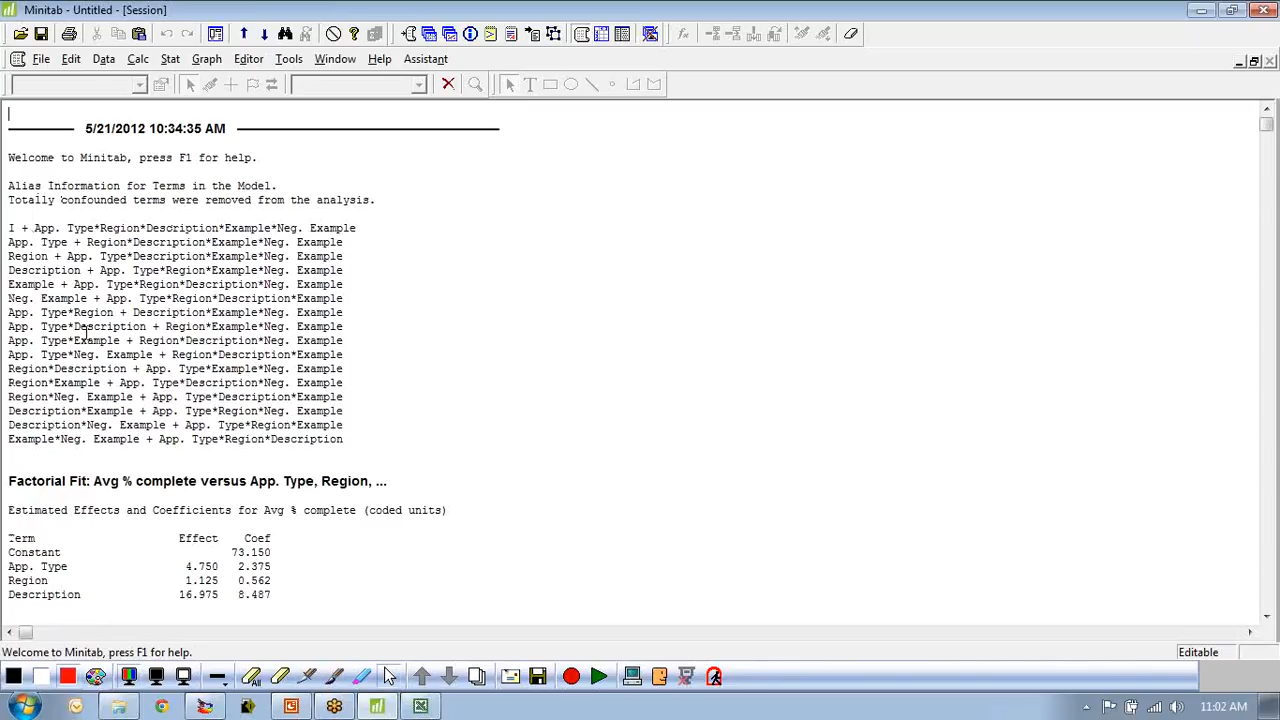 Minitab - Untitled - [Session]
File Edit Data Calc Stat Graph Editor Tools Window Help Assistant
5/21/2012 10:34:35 AM
Welcome to Minitab, press F1 for help.
Alias Information for Terms in the Model.
Totally confounded terms were removed from the analysis.
I + App. Type*Region*Description*Example*Neg. Example
App. Type + Region*Description*Example*Neg. Example
Region + App. Type*Description*Example*Neg. Example
Description + App. Type*Region*Example*Neg. Example
Example + App. Type*Region*Description*Neg. Example
Neg. Example + App. Type*Region*Description*Example
App. Type*Region + Description*Example*Neg. Example
App. Type*Description + Region*Example*Neg. Example
App. Type*Example + Region*Description*Neg. Example
App. Type*Neg. Example + Region*Description*Example
Region*Description + App. Type*Example*Neg. Example
Region*Example + App. Type*Description*Neg. Example
Region*Neg. Example + App. Type*Description*Example
Description*Example + App. Type*Region*Neg. Example
Description*Neg. Example + App. Type*Region*Example
Example*Neg. Example + App. Type*Region*Description
Factorial Fit: Avg % complete versus App. Type, Region, ...
Estimated Effects and Coefficients for Avg % complete (coded units)
Term Effect Coef
Constant 73.150
App. Type 4.750 2.375
Region 1.125 0.562
Description 16.975 8.487
Welcome to Minitab, press F1 for help. Editable
11:02 AM